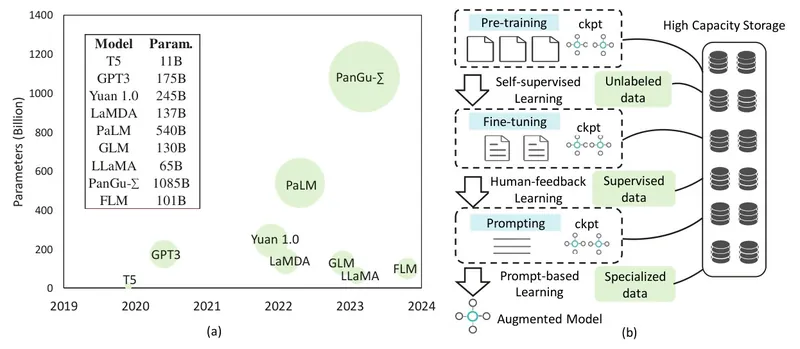 1400
1200
1000
800
600
400
200
0
Parameters (Billion)
Model Param.
T5 11B
GPT3 175B
Yuan 1.0 245B
LaMDA 137B
PaLM 540B
GLM 130B
LLaMA 65B
PanGu-Σ 1085B
FLM 101B
PanGu-∑
PaLM
Yuan 1.0
GPT3
LaMDA
GLM
LLaMA
FLM
T5
2019 2020 2021 2022 2023 2024
(a)
Pre-training ckpt
High Capacity Storage
Self-supervised
Learning
Unlabeled
data
Fine-tuning ckpt
Human-feedback
Learning
Supervised
data
Prompting ckpt
Prompt-based
Learning
Specialized
data
Augmented Model
(b)